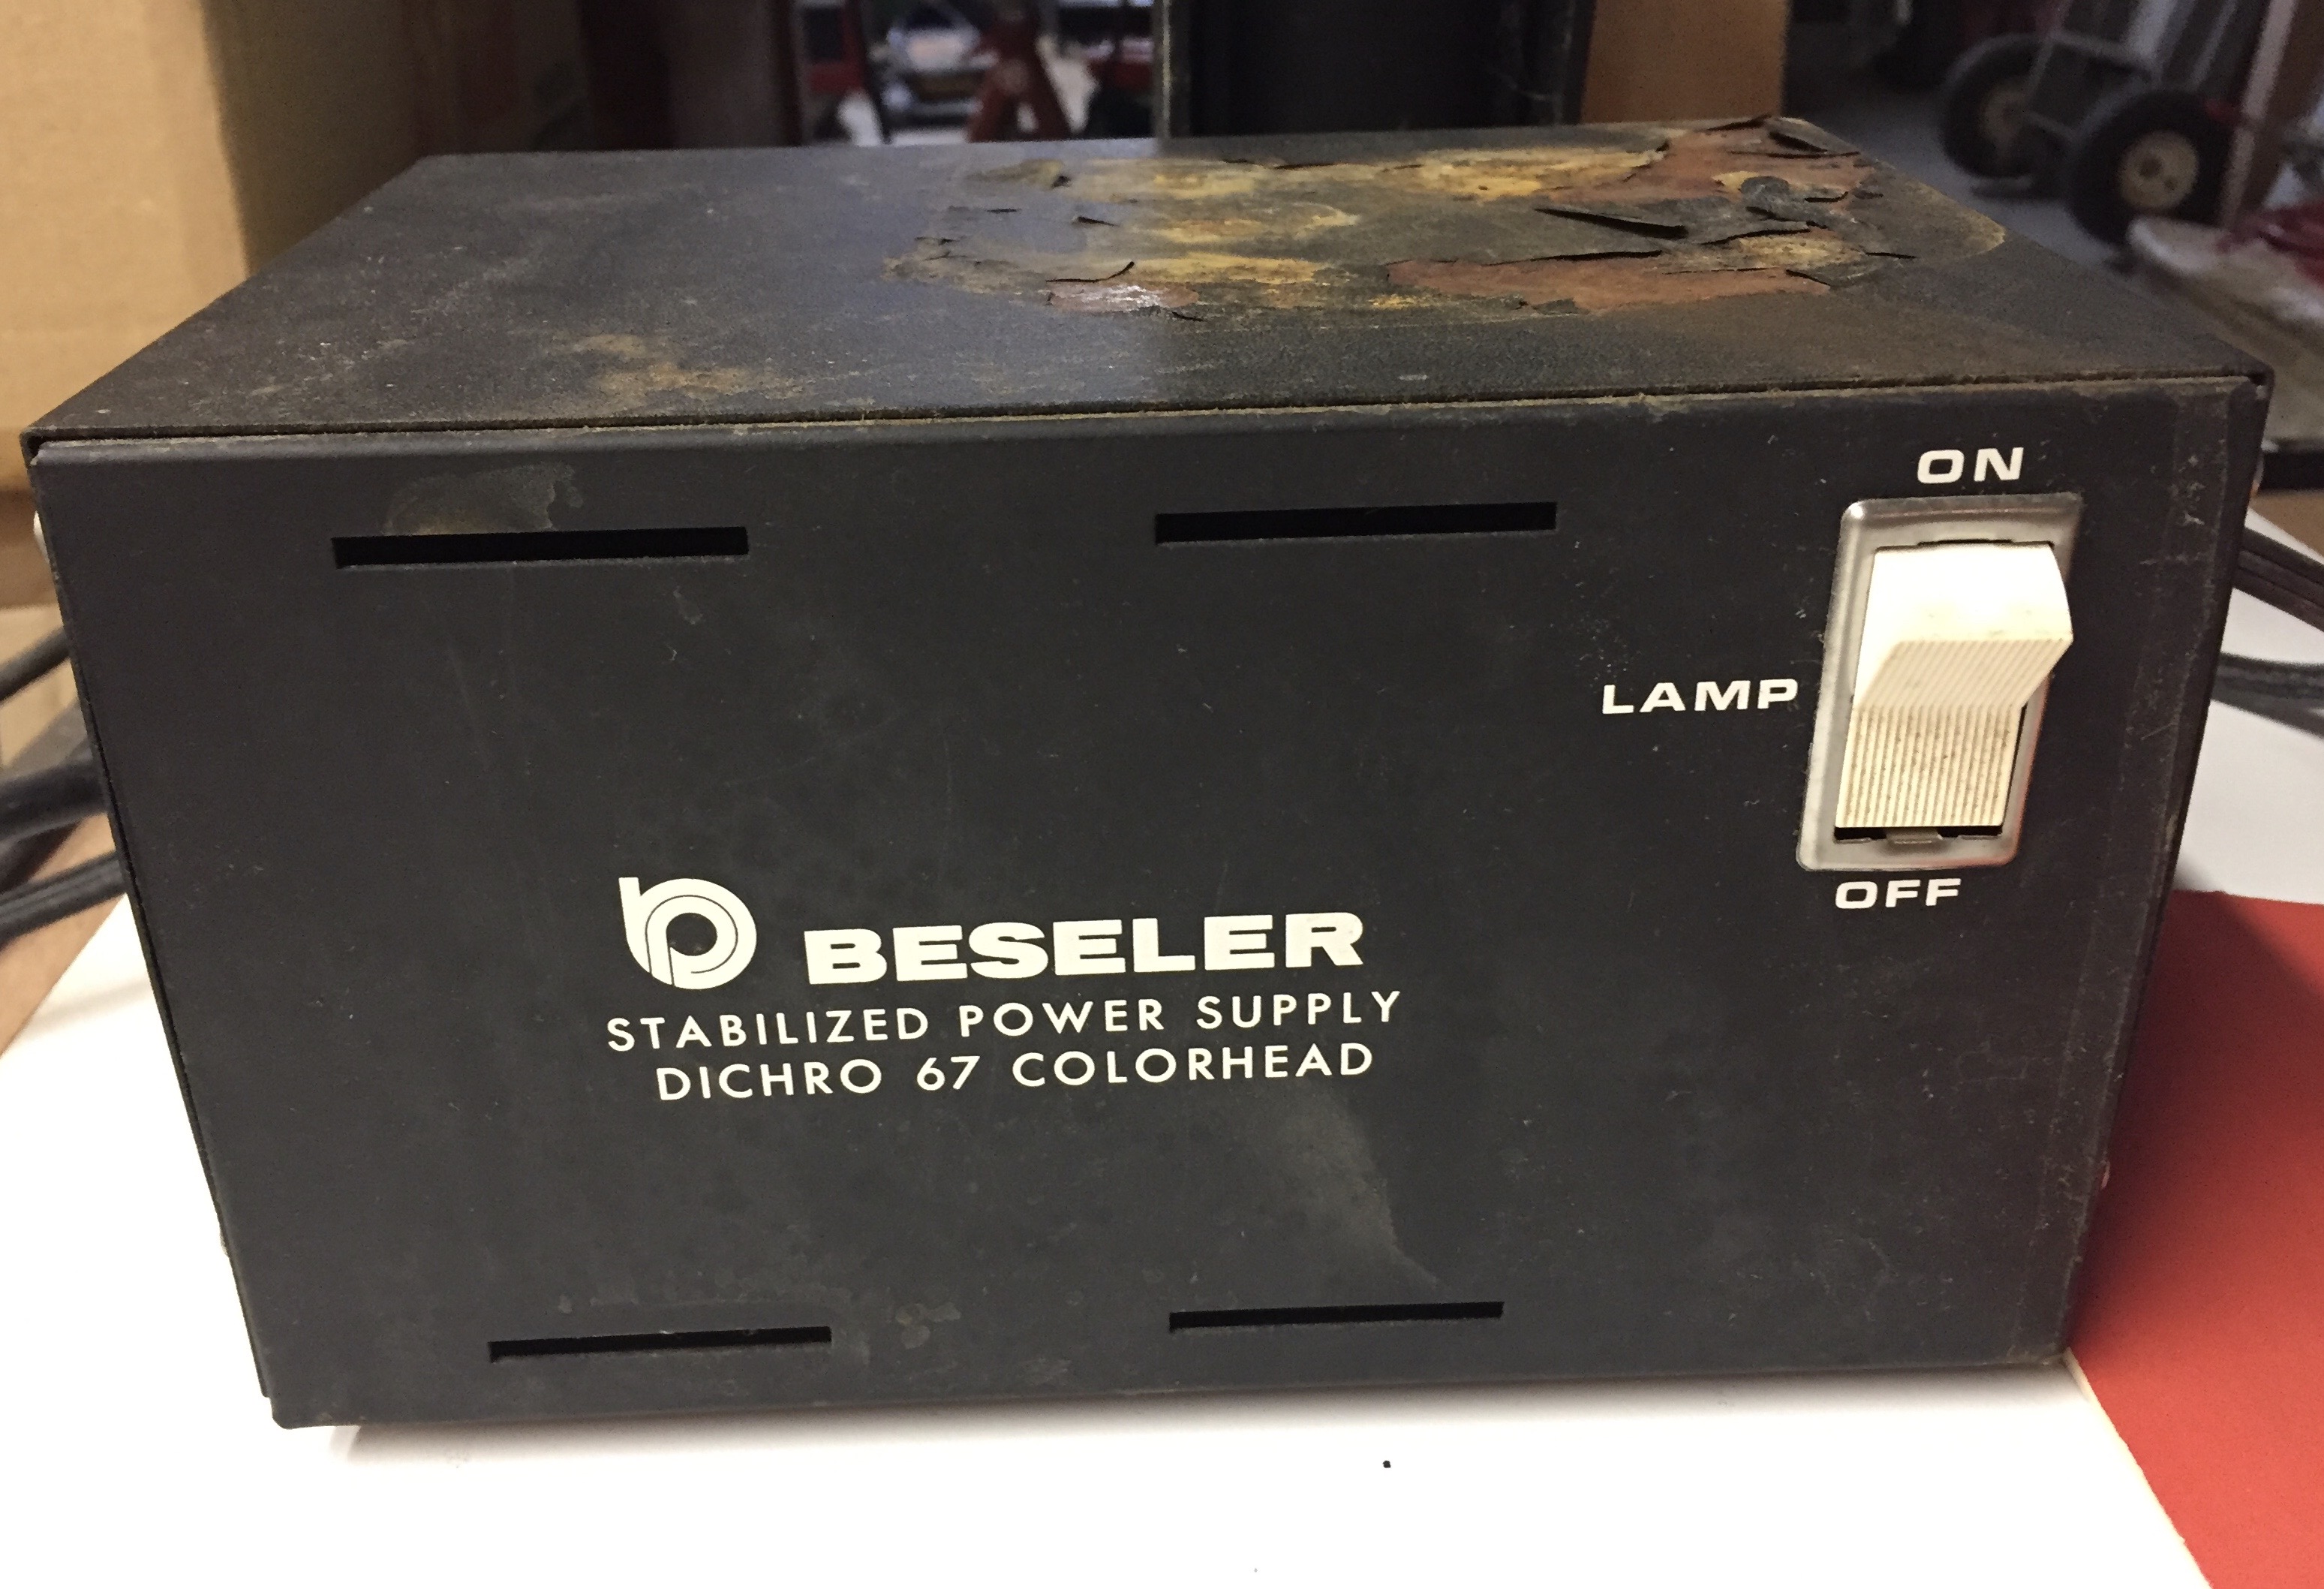 ON
LAMP
OFF
BESELER
STABILIZED POWER SUPPLY
DICHRO 67 COLORHEAD